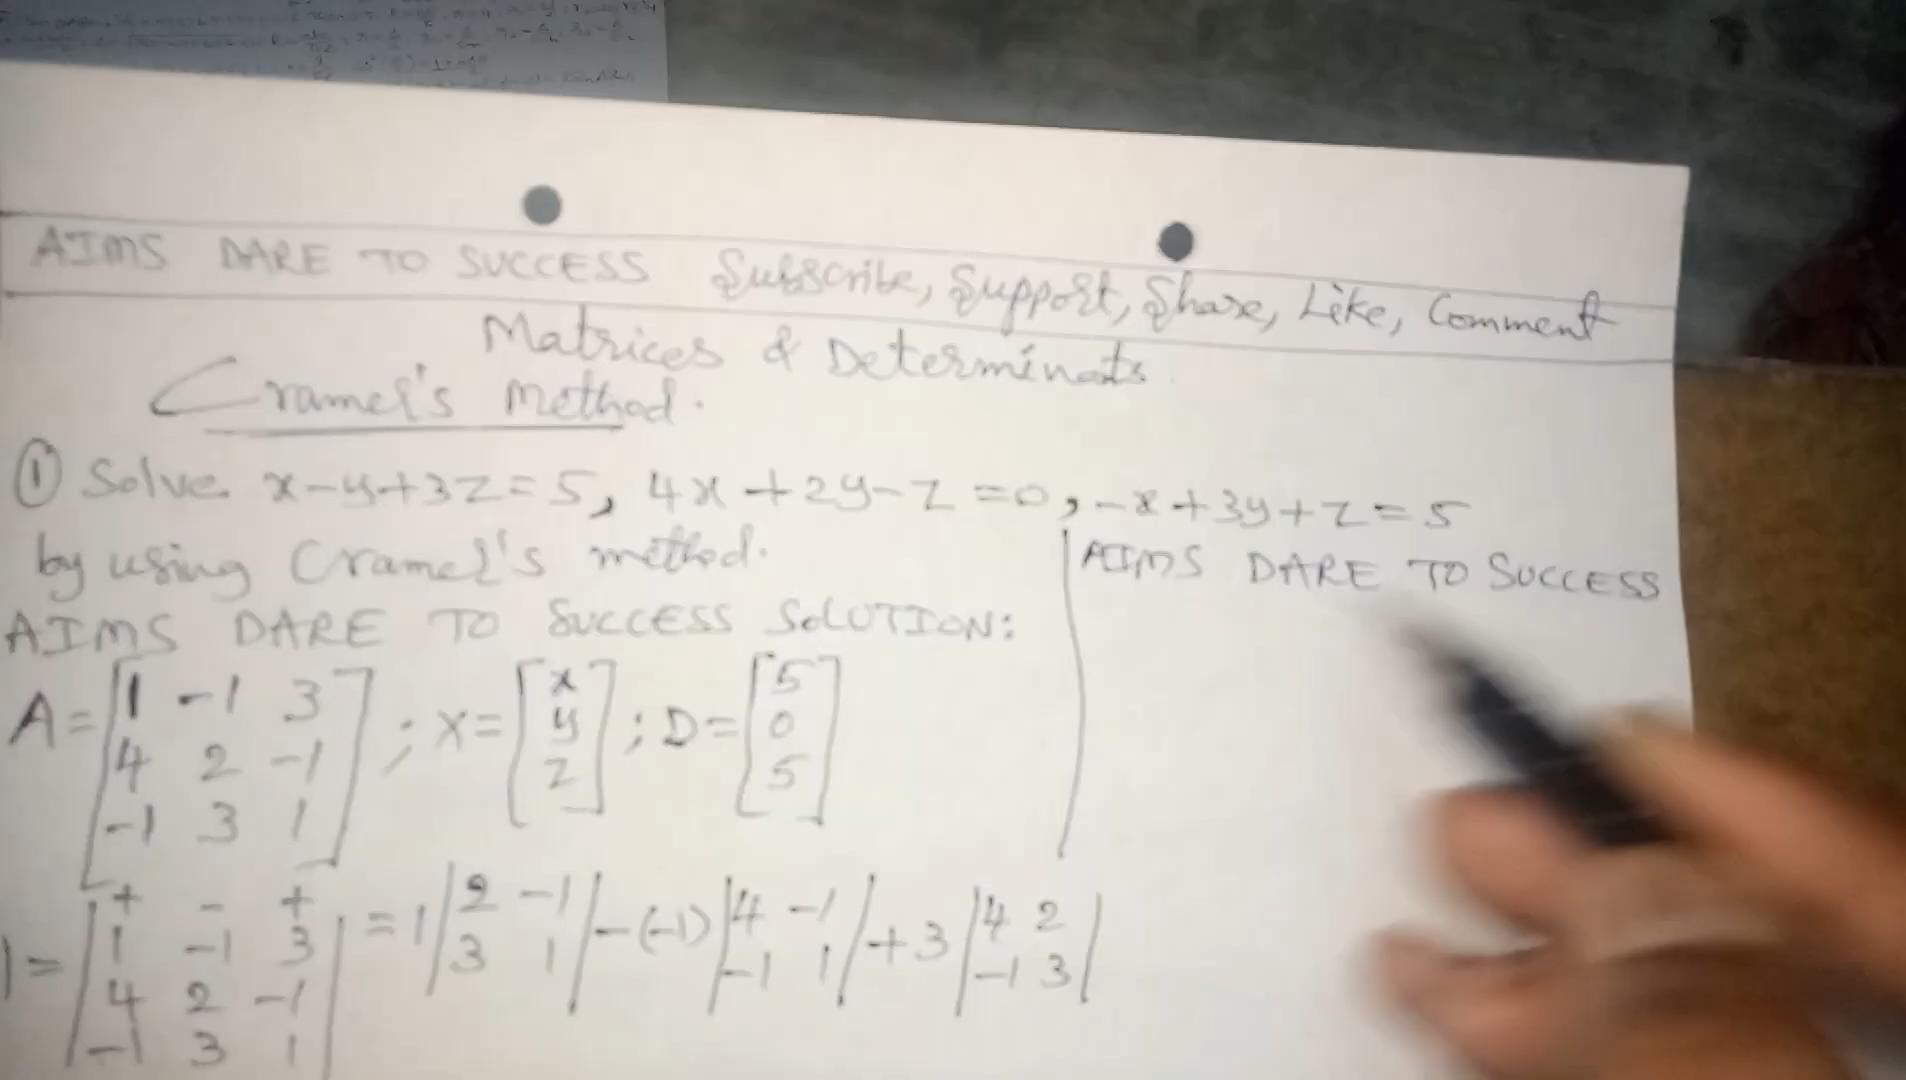 AIMS DARE TO SUCCESS Subscribe, Support, Share, Like, Comment
Matrices & Determinats.
Cramer's Method.
① Solve x-y+3z=5, 4x+2y-z=0, -x+3y+z=5
by using Cramer's method.
AIMS DARE TO SUCCESS
AIMS DARE TO SUCCESS SOLUTION:
A= [1 -1 3 ; X= [x ; D= [5
4 2 -1 y 0
-1 3 1] z] 5]
+ - +
|= |1 -1 3 =1|2 -1| -(-1)|4 -1| +3|4 2|
4 2 -1 3 1 -1 1 -1 3
-1 3 1|